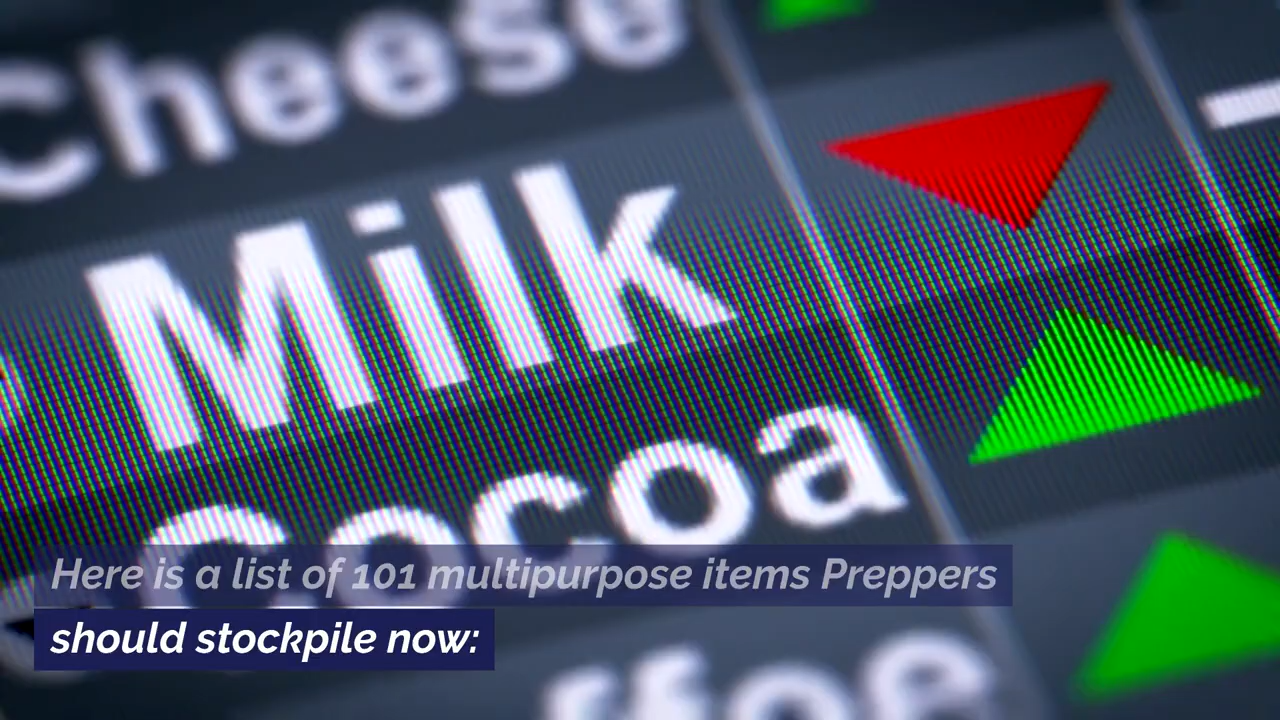 Cheese
Milk
Cocoa
Here is a list of 101 multipurpose items Preppers
should stockpile now: